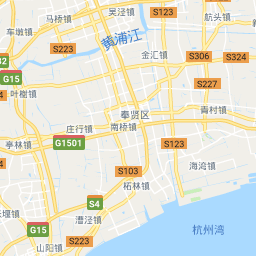 马桥镇
吴泾镇
S123
航头镇
车墩镇
S223
黄浦江
金汇镇
S306
S324
G15
S227
叶榭镇
奉贤区
青村镇
庄行镇
南桥镇
亭林镇
G1501
S123
海湾镇
S103
柘林镇
S4
漕泾镇
G15
杭州湾
S223
山阳镇